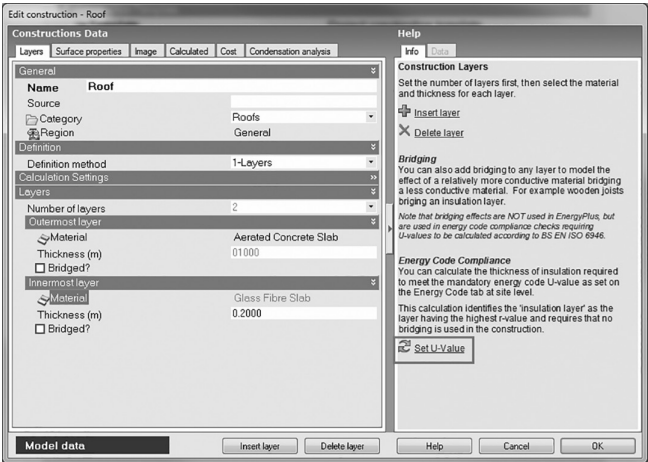 Edit construction - Roof
Constructions Data
Layers Surface properties Image Calculated Cost Condensation analysis
General
Name Roof
Source
Category Roofs
Region General
Definition
Definition method 1-Layers
Calculation Settings
Layers
Number of layers 2
Outermost layer
Material Aerated Concrete Slab
Thickness (m) 01000
Bridged?
Innermost layer
Material Glass Fibre Slab
Thickness (m) 0.2000
Bridged?
Model data
Insert layer Delete layer
Help
Info Data
Construction Layers
Set the number of layers first, then select the material
and thickness for each layer.
Insert layer
Delete layer
Bridging
You can also add bridging to any layer to model the
effect of a relatively more conductive material bridging
a less conductive material. For example wooden joists
briging an insulation layer.
Note that bridging effects are NOT used in EnergyPlus, but
are used in energy code compliance checks requiring
U-values to be calculated according to BS EN ISO 6946.
Energy Code Compliance
You can calculate the thickness of insulation required
to meet the mandatory energy code U-value as set on
the Energy Code tab at site level.
This calculation identifies the 'insulation layer' as the
layer having the highest r-value and requires that no
bridging is used in the construction.
Set U-Value
Help Cancel OK